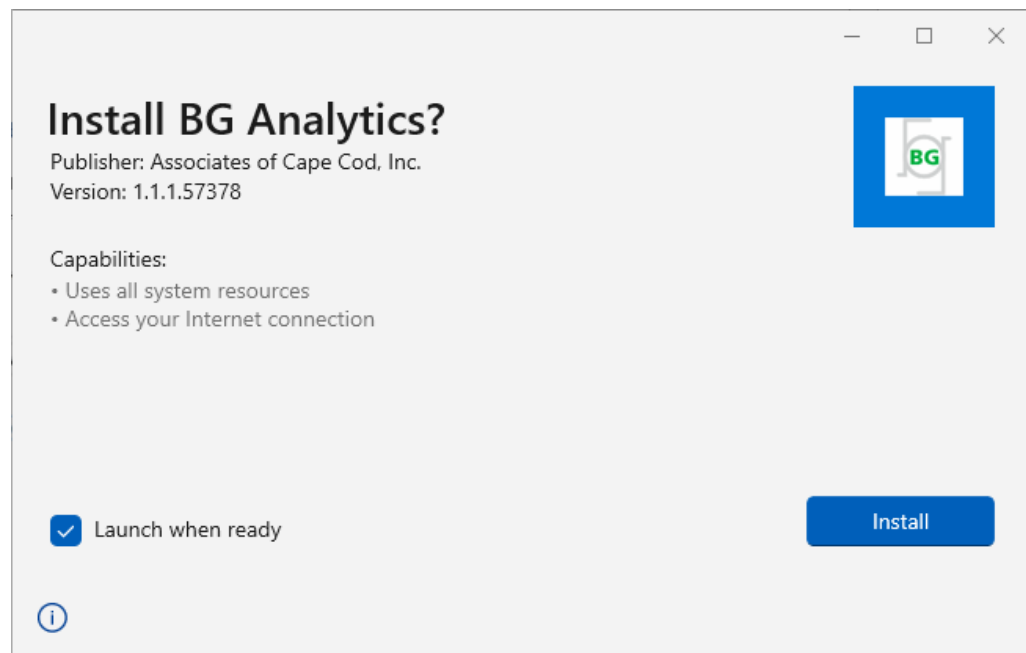 Install BG Analytics?
Publisher: Associates of Cape Cod, Inc.
Version: 1.1.1.57378
BG
Capabilities:
• Uses all system resources
• Access your Internet connection
Launch when ready
Install